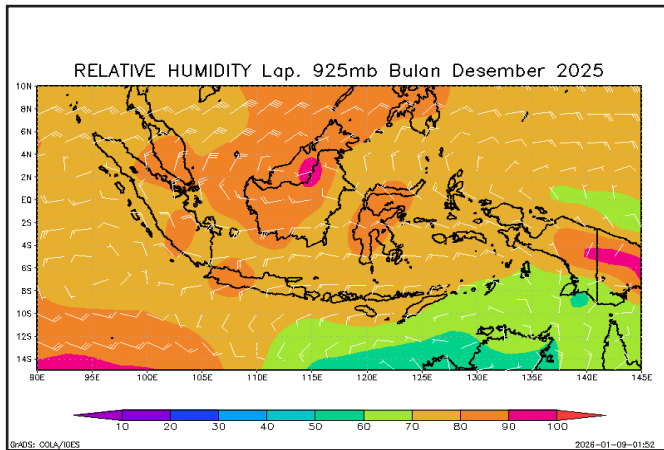 RELATIVE HUMIDITY Lap. 925mb Bulan Desember 2025
10N
8N
6N
4N
2N
EQ
2S
4S
6S
8S
10S
12S
14S
90E 95E 100E 105E 110E 115E 120E 125E 130E 135E 140E 145E
10 20 30 40 50 60 70 80 90 100
GrADS: COLA/IGES 2026-01-09-01:52